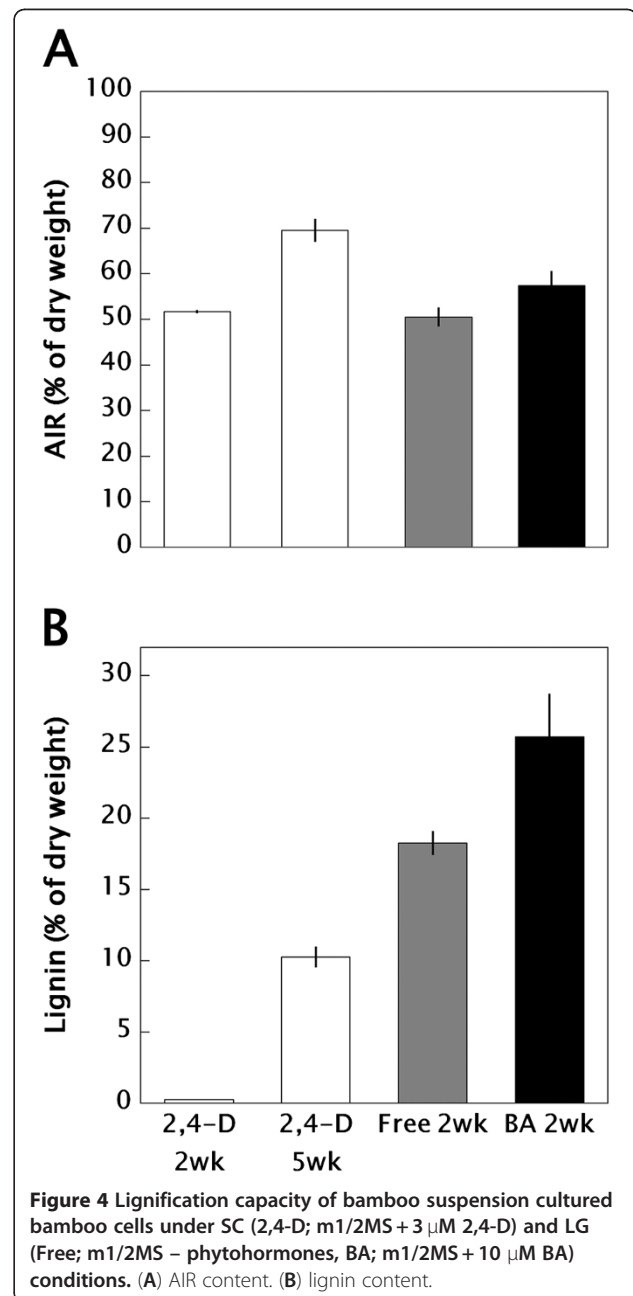 A
100
90
80
70
60
50
40
30
20
10
0
AIR (% of dry weight)
B
30
25
20
15
10
5
0
Lignin (% of dry weight)
2,4–D 2,4–D Free 2wk BA 2wk
2wk 5wk
Figure 4 Lignification capacity of bamboo suspension cultured
bamboo cells under SC (2,4-D; m1/2MS + 3 μM 2,4-D) and LG
(Free; m1/2MS – phytohormones, BA; m1/2MS + 10 μM BA)
conditions. (A) AIR content. (B) lignin content.